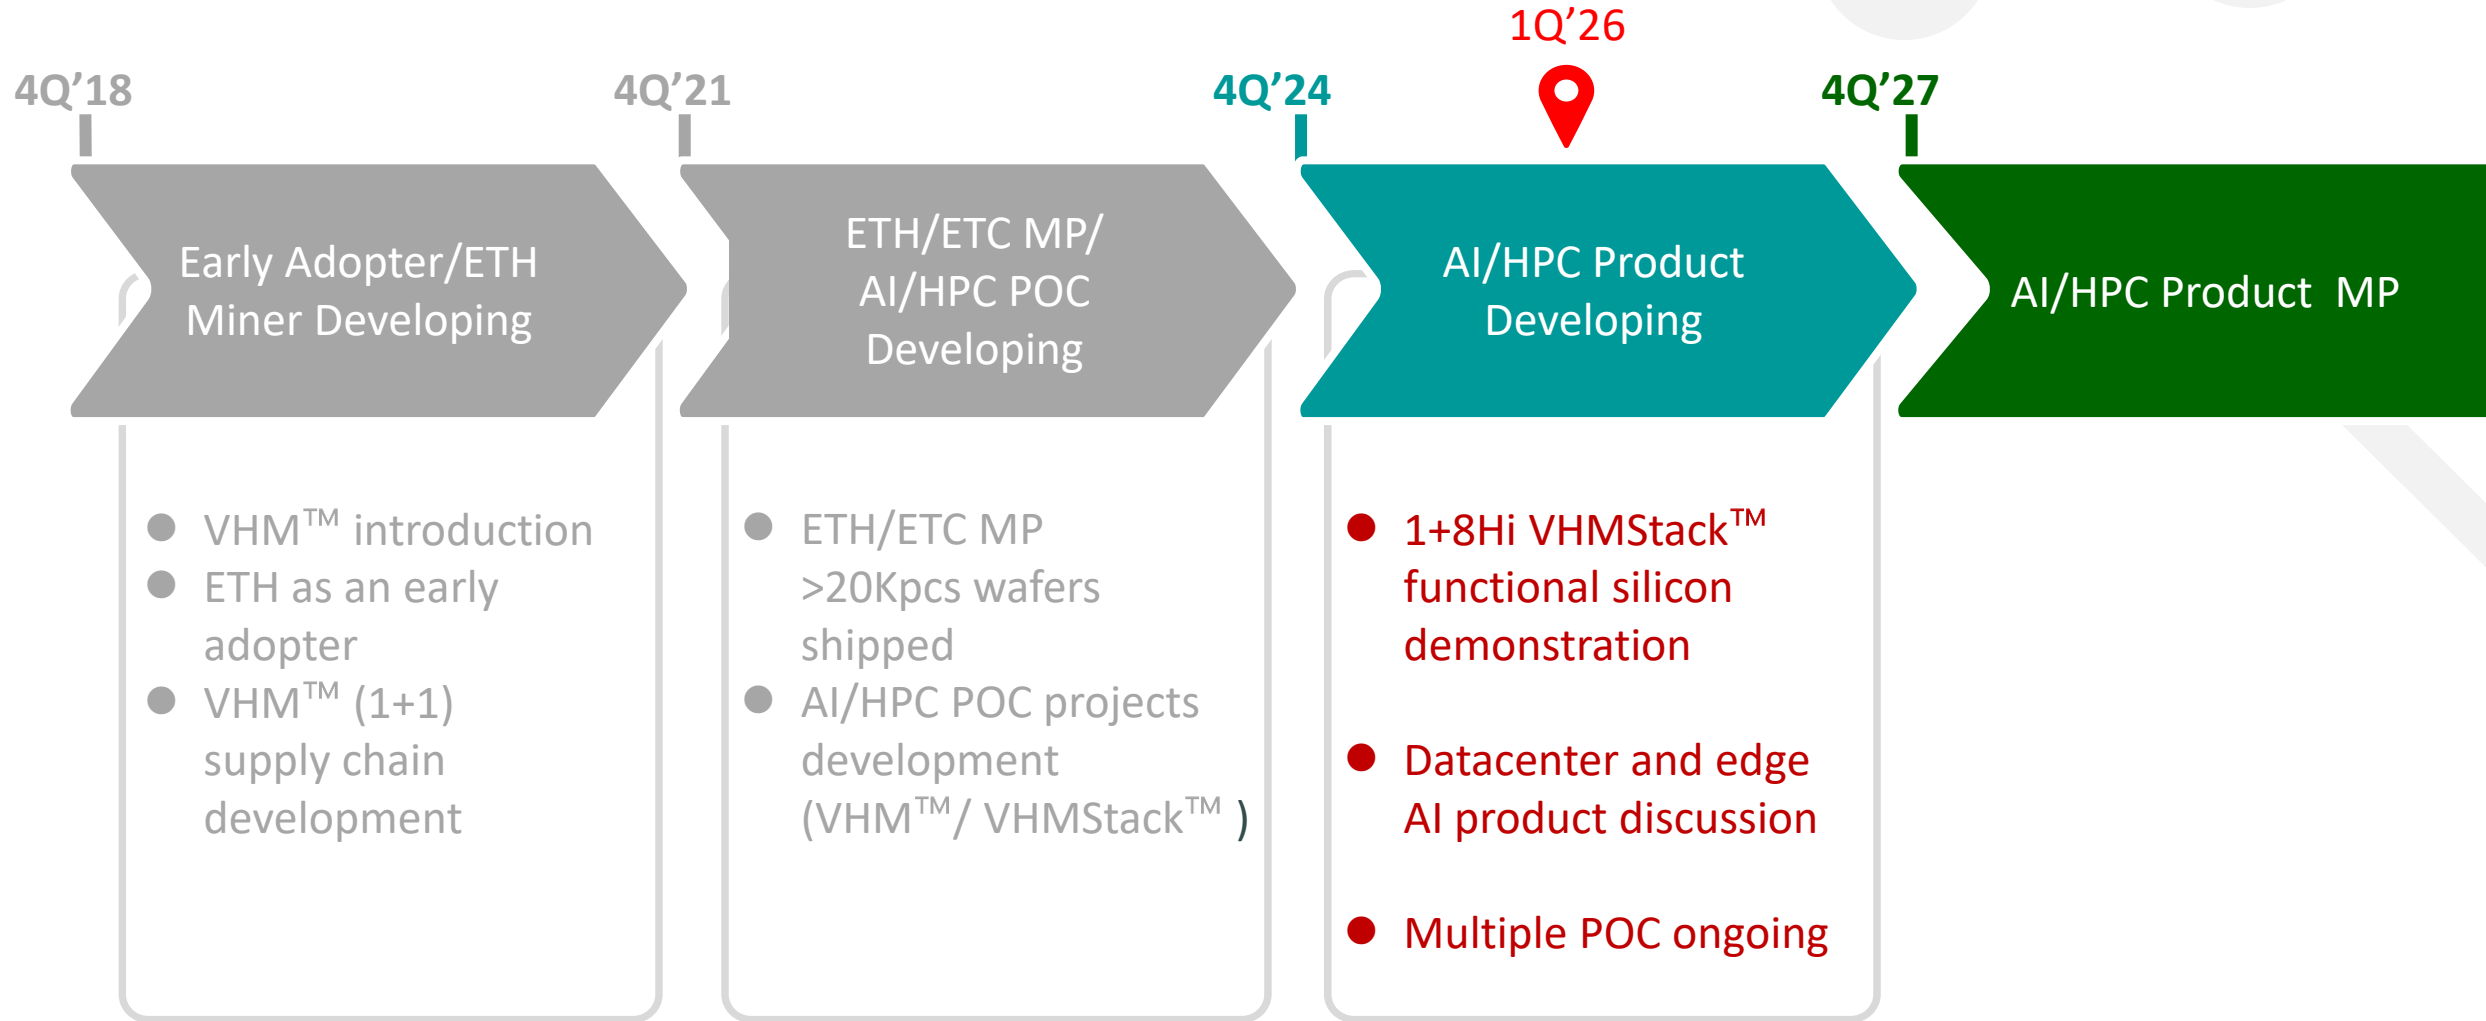 1Q’26
4Q’18
4Q’21
4Q’24
4Q’27
Early Adopter/ETH
Miner Developing
ETH/ETC MP/
AI/HPC POC
Developing
AI/HPC Product
Developing
AI/HPC Product  MP
● VHM™ introduction
● ETH as an early
adopter
● VHM™ (1+1)
supply chain
development
● ETH/ETC MP
>20Kpcs wafers
shipped
● AI/HPC POC projects
development
(VHM™/ VHMStack™ )
● 1+8Hi VHMStack™
functional silicon
demonstration
● Datacenter and edge
AI product discussion
● Multiple POC ongoing